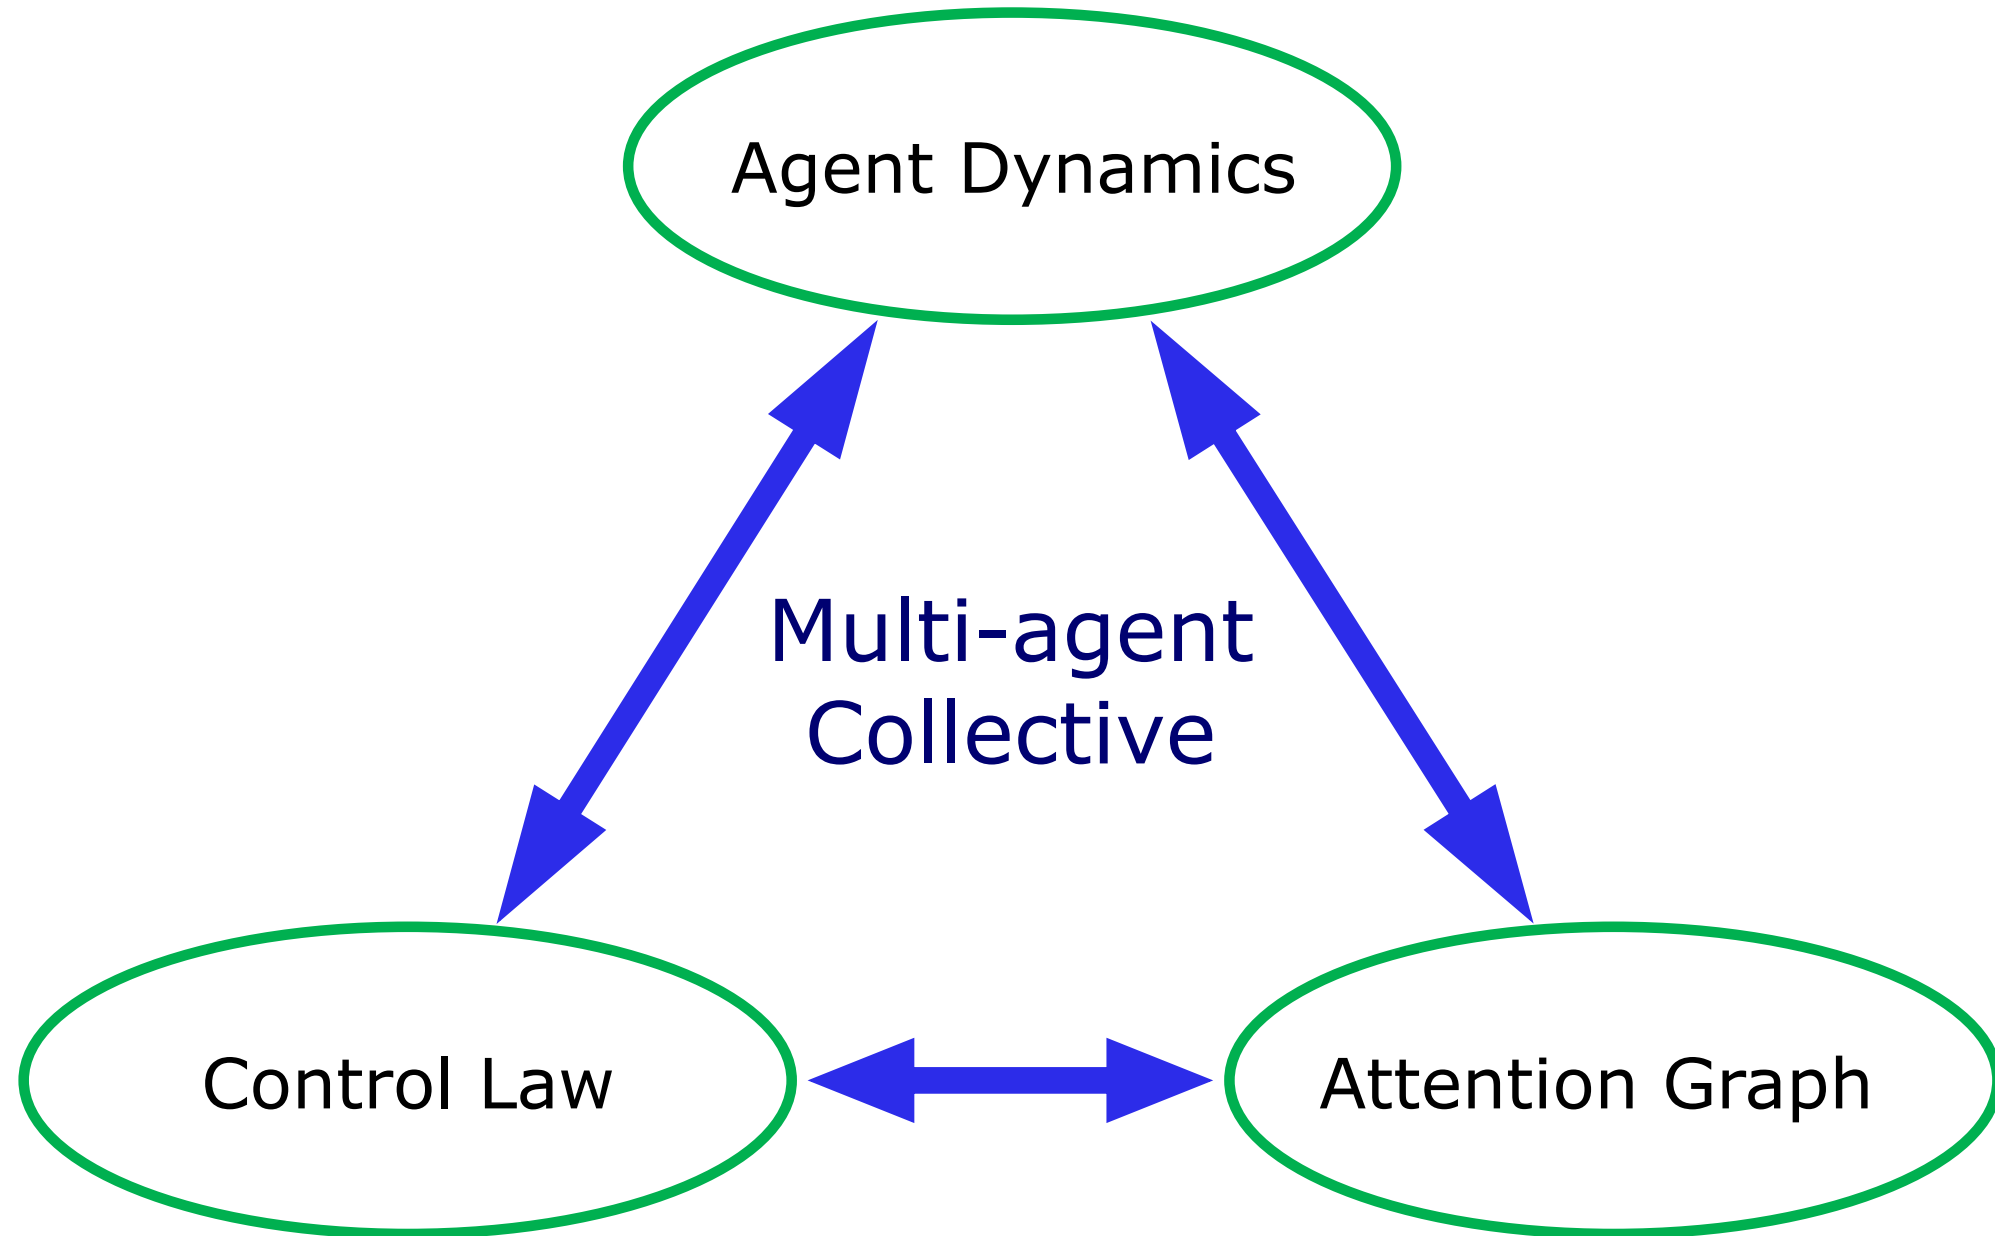 Agent Dynamics
Multi-agent
Collective
Control Law
Attention Graph